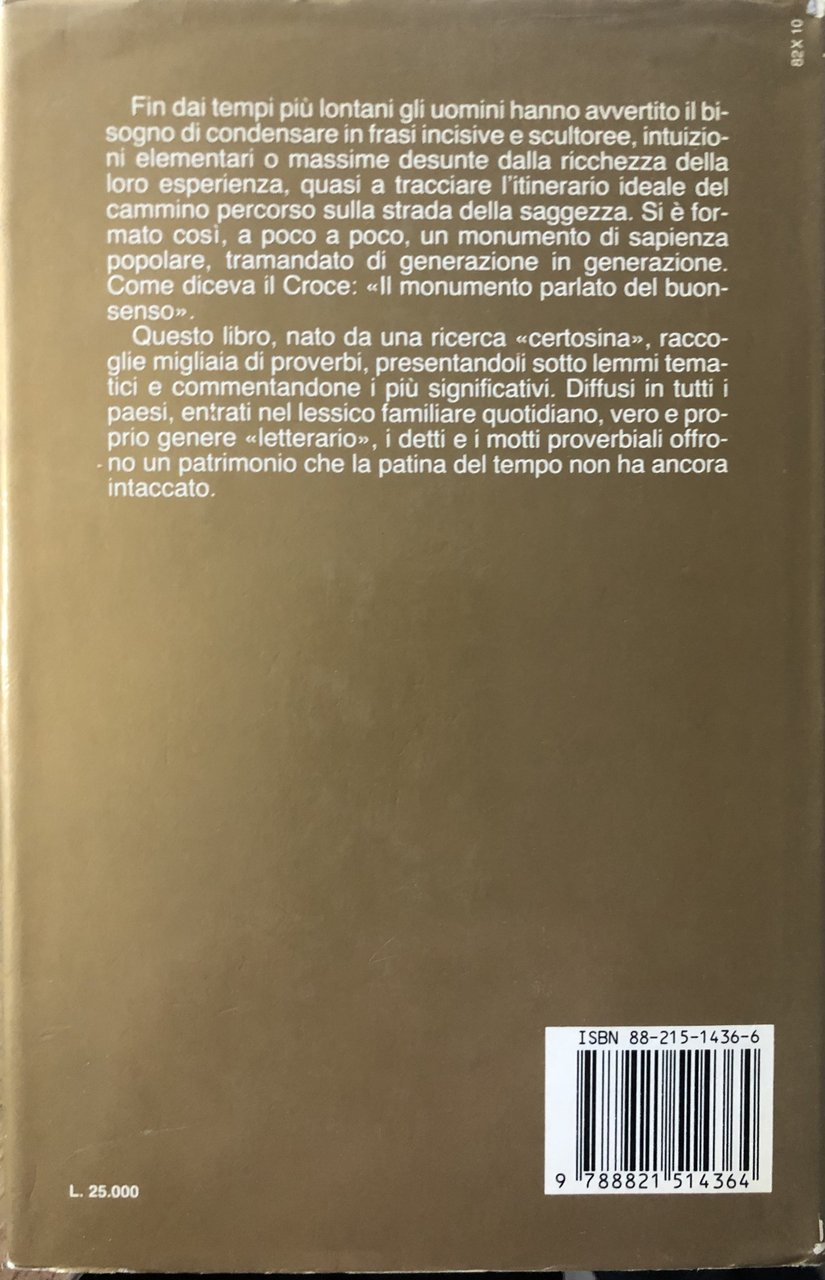 82X 10
Fin dai tempi più lontani gli uomini hanno avvertito il bi-
sogno di condensare in frasi incisive e scultoree, intuizio-
ni elementari o massime desunte dalla ricchezza della
loro esperienza, quasi a tracciare l'itinerario ideale del
cammino percorso sulla strada della saggezza. Si è for-
mato così, a poco a poco, un monumento di sapienza
popolare, tramandato di generazione in generazione.
Come diceva il Croce: «Il monumento parlato del buon-
senso».
Questo libro, nato da una ricerca «certosina», racco-
glie migliaia di proverbi, presentandoli sotto lemmi tema-
tici e commentandone i più significativi. Diffusi in tutti i
paesi, entrati nel lessico familiare quotidiano, vero e pro-
prio genere «letterario», i detti e i motti proverbiali offro-
no un patrimonio che la patina del tempo non ha ancora
intaccato.
ISBN 88-215-1436-6
9 788821 514364
L. 25.000